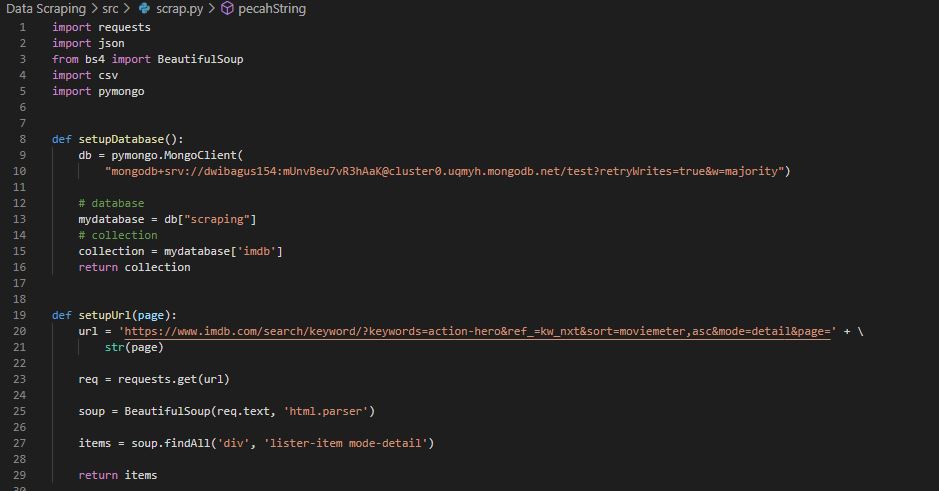 Data Scraping > src > scrap.py > pecahString
1 import requests
2 import json
3 from bs4 import BeautifulSoup
4 import csv
5 import pymongo
6
7
8 def setupDatabase():
9 db = pymongo.MongoClient(
10 "mongodb+srv://dwibagus154:mUnvBeu7vR3hAaK@cluster0.uqmyh.mongodb.net/test?retryWrites=true&w=majority")
11
12 # database
13 mydatabase = db["scraping"]
14 # collection
15 collection = mydatabase['imdb']
16 return collection
17
18
19 def setupUrl(page):
20 url = 'https://www.imdb.com/search/keyword/?keywords=action-hero&ref_=kw_nxt&sort=moviemeter,asc&mode=detail&page=' + \
21 str(page)
22
23 req = requests.get(url)
24
25 soup = BeautifulSoup(req.text, 'html.parser')
26
27 items = soup.findAll('div', 'lister-item mode-detail')
28
29 return items
30